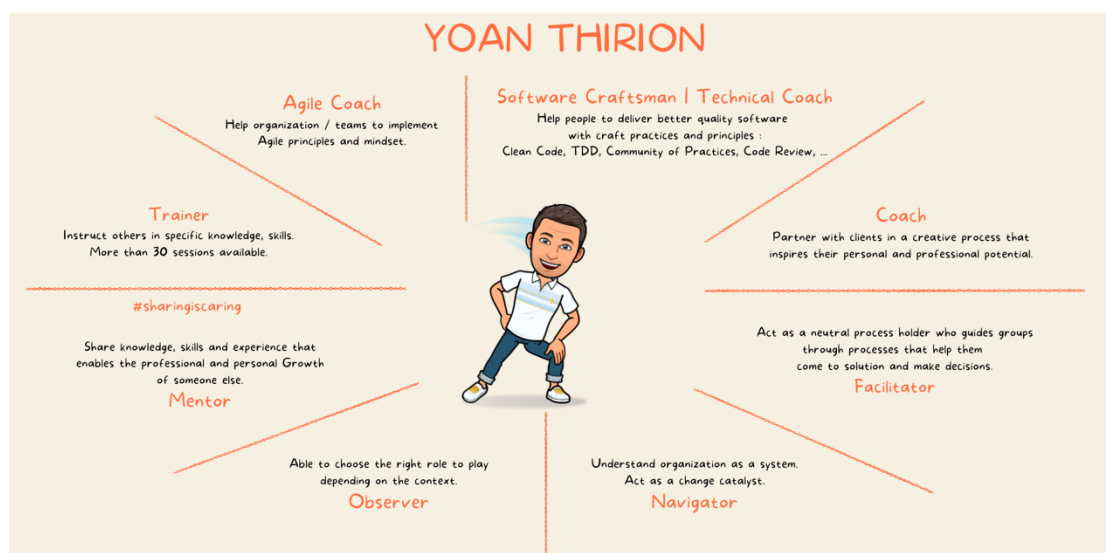 YOAN THIRION
Agile Coach
Help organization / teams to implement
Agile principles and mindset.
Software Craftsman | Technical Coach
Help people to deliver better quality software
with craft practices and principles :
Clean Code, TDD, Community of Practices, Code Review, ...
Trainer
Instruct others in specific knowledge, skills.
More than 30 sessions available.
Coach
Partner with clients in a creative process that
inspires their personal and professional potential.
#sharingiscaring
Share knowledge, skills and experience that
enables the professional and personal Growth
of someone else.
Mentor
Act as a neutral process holder who guides groups
through processes that help them
come to solution and make decisions.
Facilitator
Able to choose the right role to play
depending on the context.
Observer
Understand organization as a system.
Act as a change catalyst.
Navigator